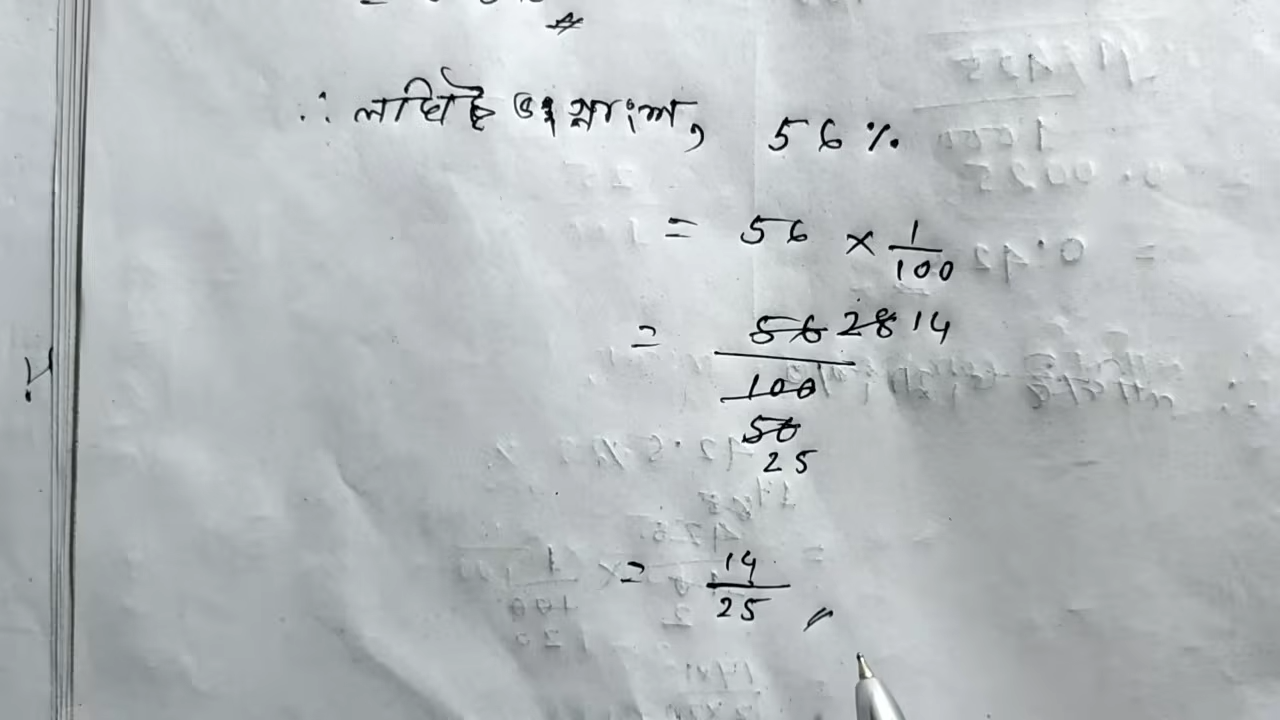 ∴ লঘিষ্ঠ ভগ্নাংশ, 56%
= 56 × 1/100
= 56 28 14
100
50
25
= 14/25